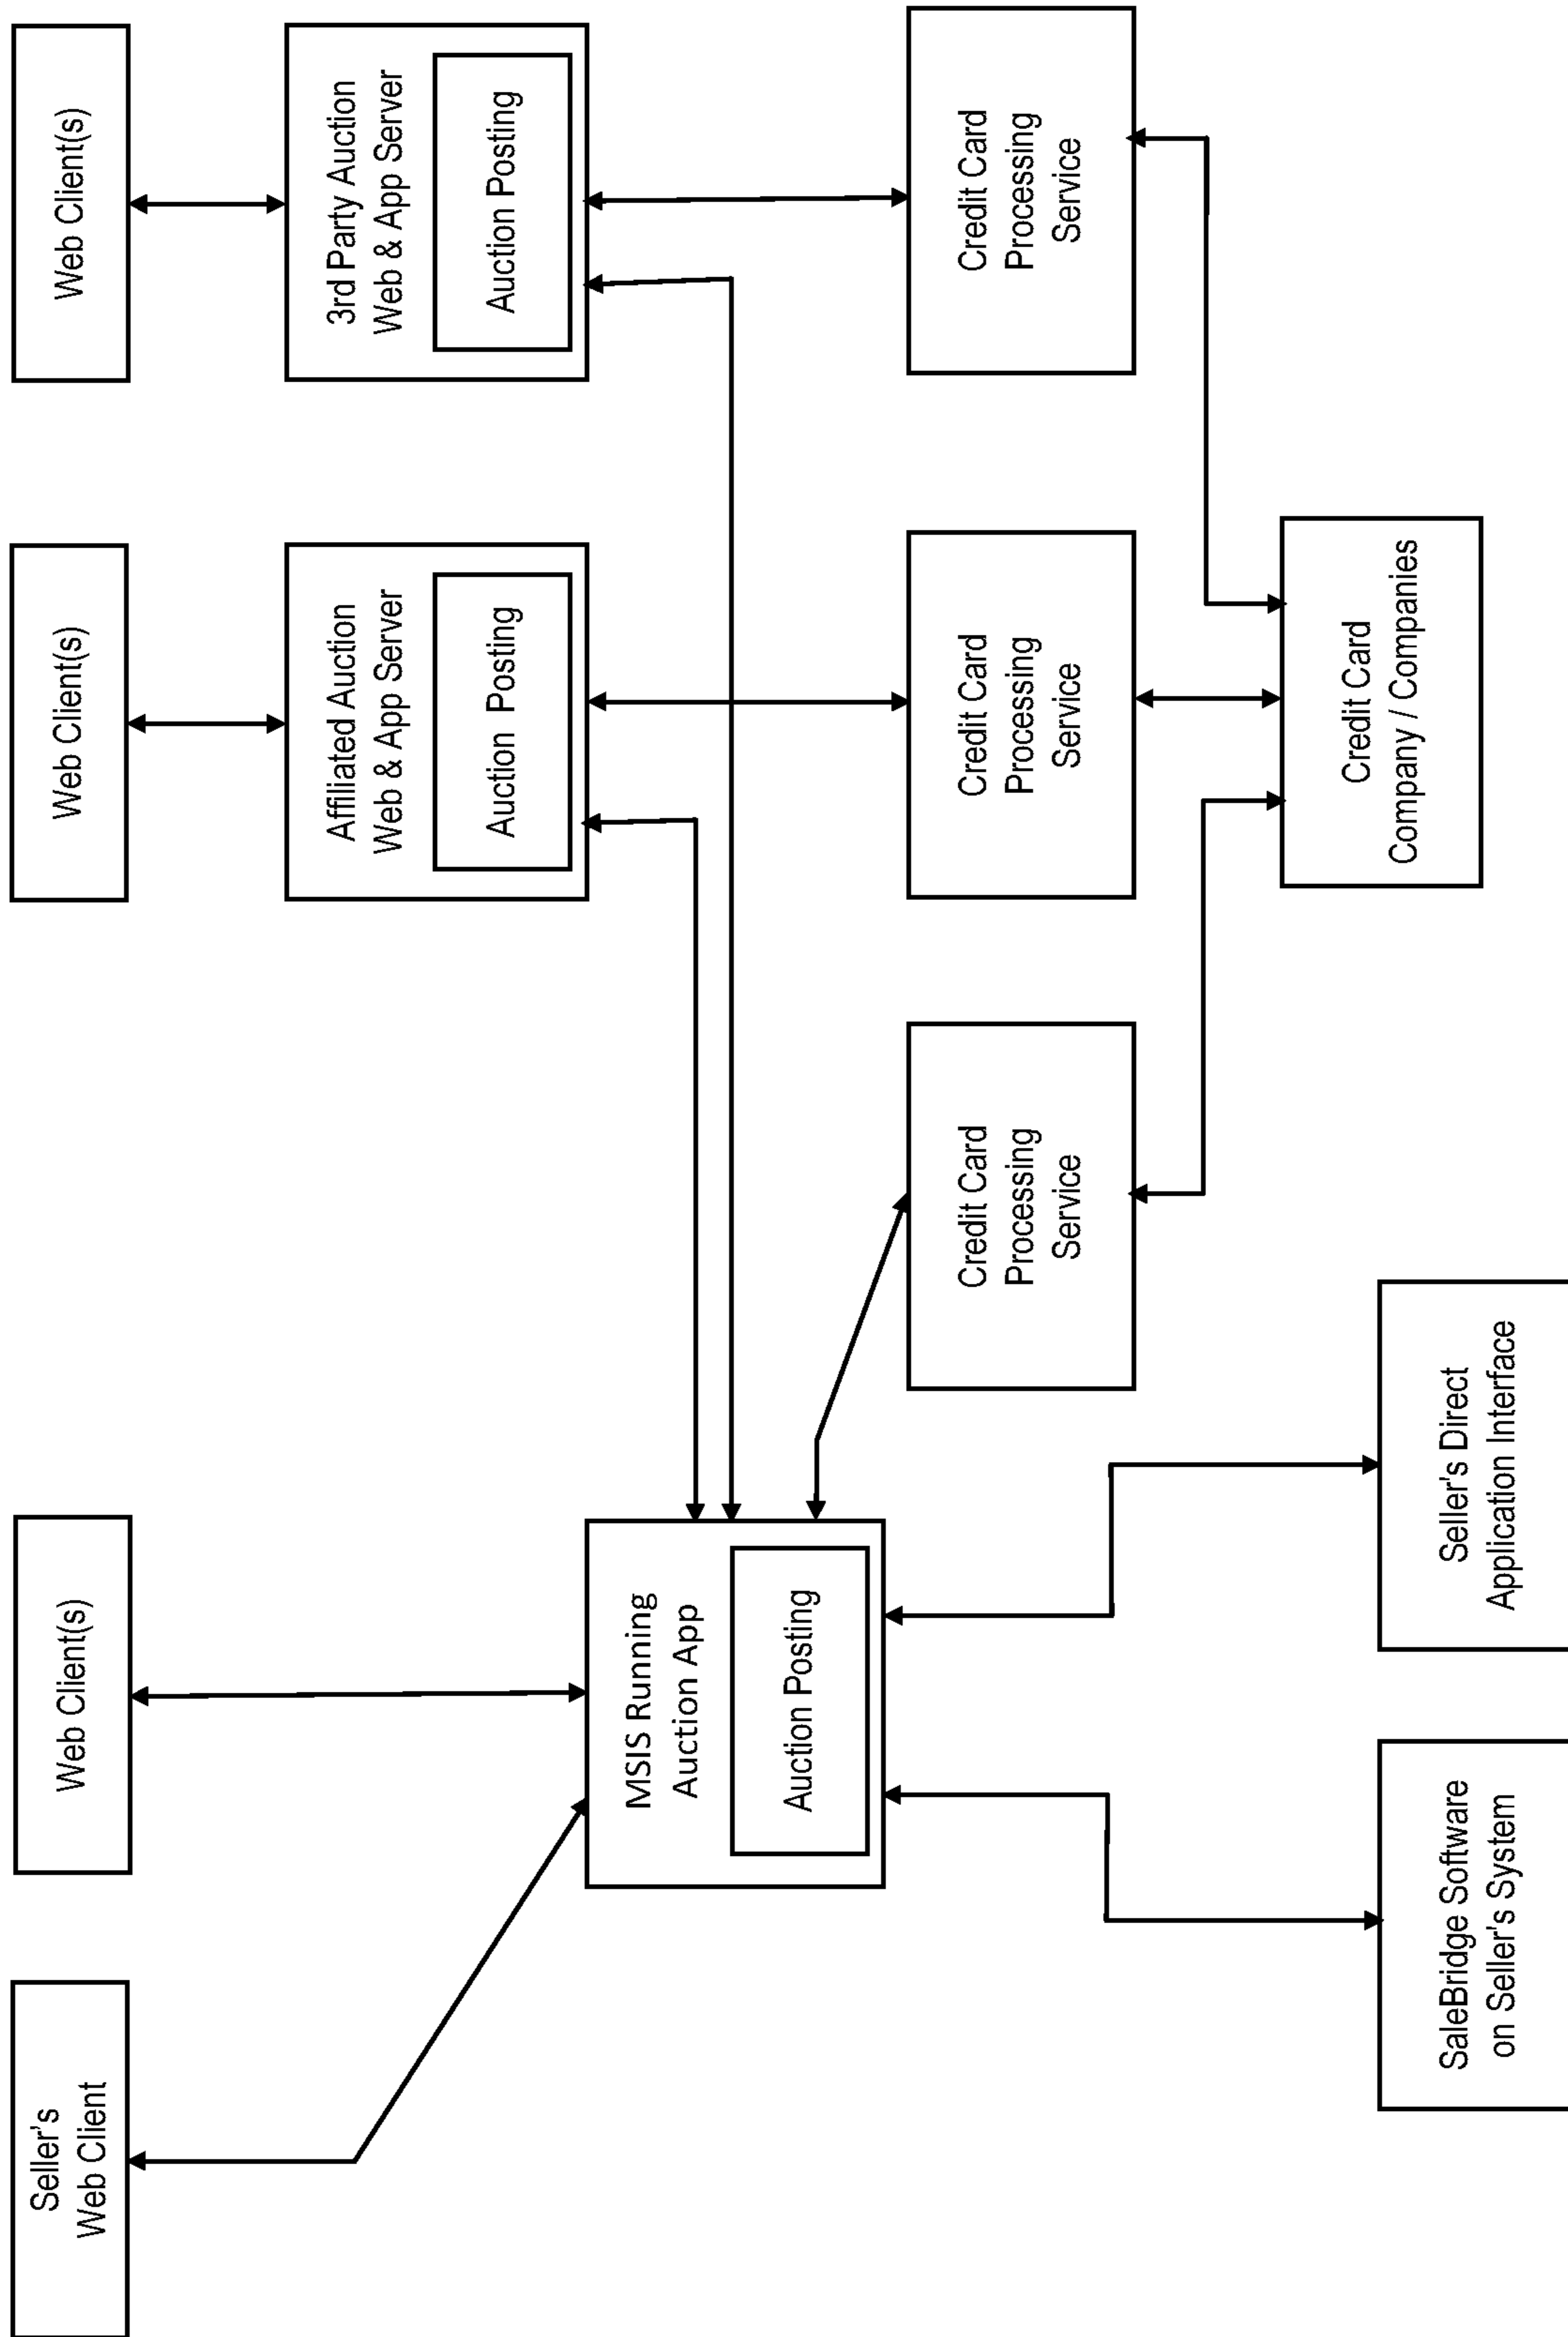 Seller's
Web Client
Web Client(s)
Web Client(s)
Web Client(s)
Affiliated Auction
Web & App Server
Auction Posting
3rd Party Auction
Web & App Server
Auction Posting
MSIS Running
Auction App
Auction Posting
Credit Card
Processing
Service
Credit Card
Processing
Service
Credit Card
Processing
Service
Credit Card
Company / Companies
SaleBridge Software
on Seller's System
Seller's Direct
Application Interface